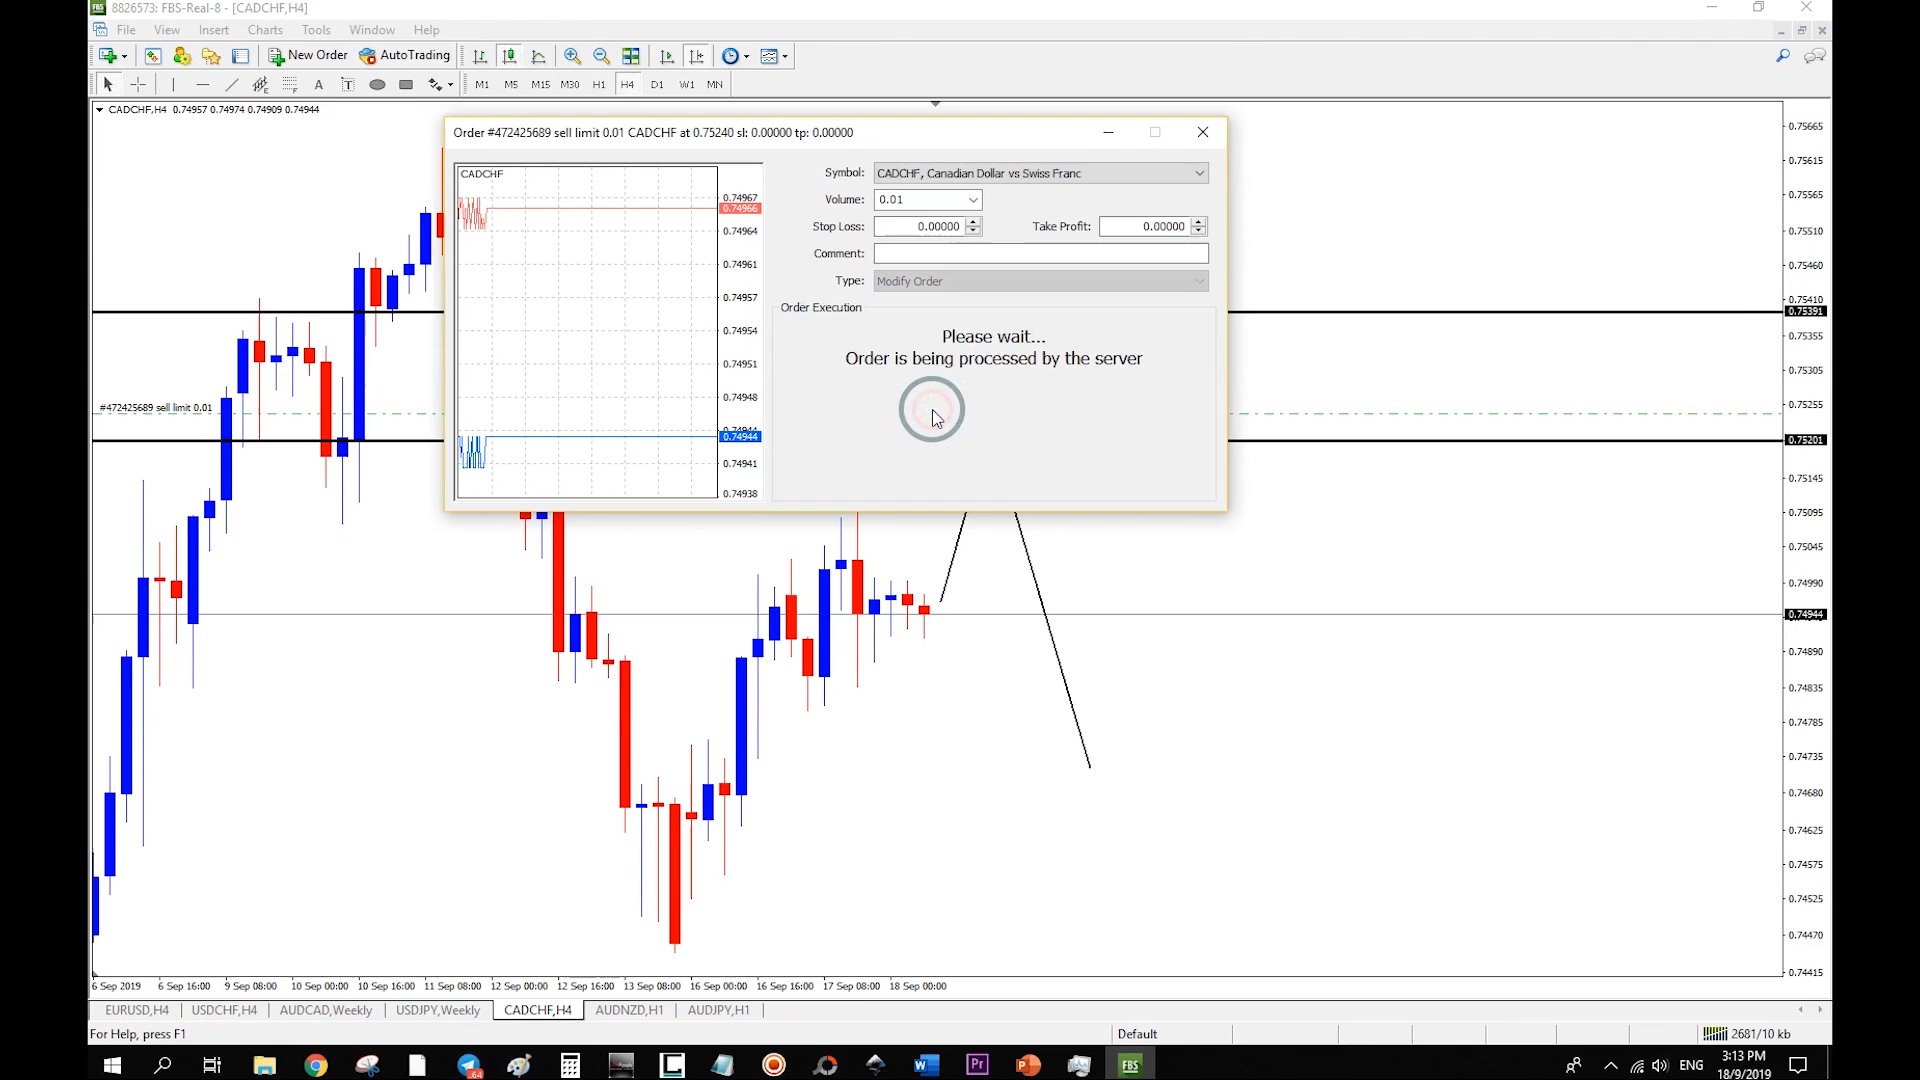 8826573: FBS-Real-8 - [CADCHF,H4]
File View Insert Charts Tools Window Help
New Order AutoTrading
M1 M5 M15 M30 H1 H4 D1 W1 MN
CADCHF,H4 0.74957 0.74974 0.74909 0.74944
Order #472425689 sell limit 0.01 CADCHF at 0.75240 sl: 0.00000 tp: 0.00000
CADCHF
0.74967
0.74966
0.74964
0.74961
0.74957
0.74954
0.74951
0.74948
0.74944
0.74941
0.74938
Symbol: CADCHF, Canadian Dollar vs Swiss Franc
Volume: 0.01
Stop Loss: 0.00000 Take Profit: 0.00000
Comment:
Type: Modify Order
Order Execution
Please wait...
Order is being processed by the server
#472425689 sell limit 0.01
0.75665
0.75615
0.75565
0.75510
0.75460
0.75410
0.75391
0.75355
0.75305
0.75255
0.75201
0.75145
0.75095
0.75045
0.74990
0.74944
0.74890
0.74835
0.74785
0.74735
0.74680
0.74625
0.74575
0.74525
0.74470
0.74415
6 Sep 2019 6 Sep 16:00 9 Sep 08:00 10 Sep 00:00 10 Sep 16:00 11 Sep 08:00 12 Sep 00:00 12 Sep 16:00 13 Sep 08:00 16 Sep 00:00 16 Sep 16:00 17 Sep 08:00 18 Sep 00:00
EURUSD,H4 USDCHF,H4 AUDCAD,Weekly USDJPY,Weekly CADCHF,H4 AUDNZD,H1 AUDJPY,H1
For Help, press F1 Default 2681/10 kb
ENG 3:13 PM
18/9/2019